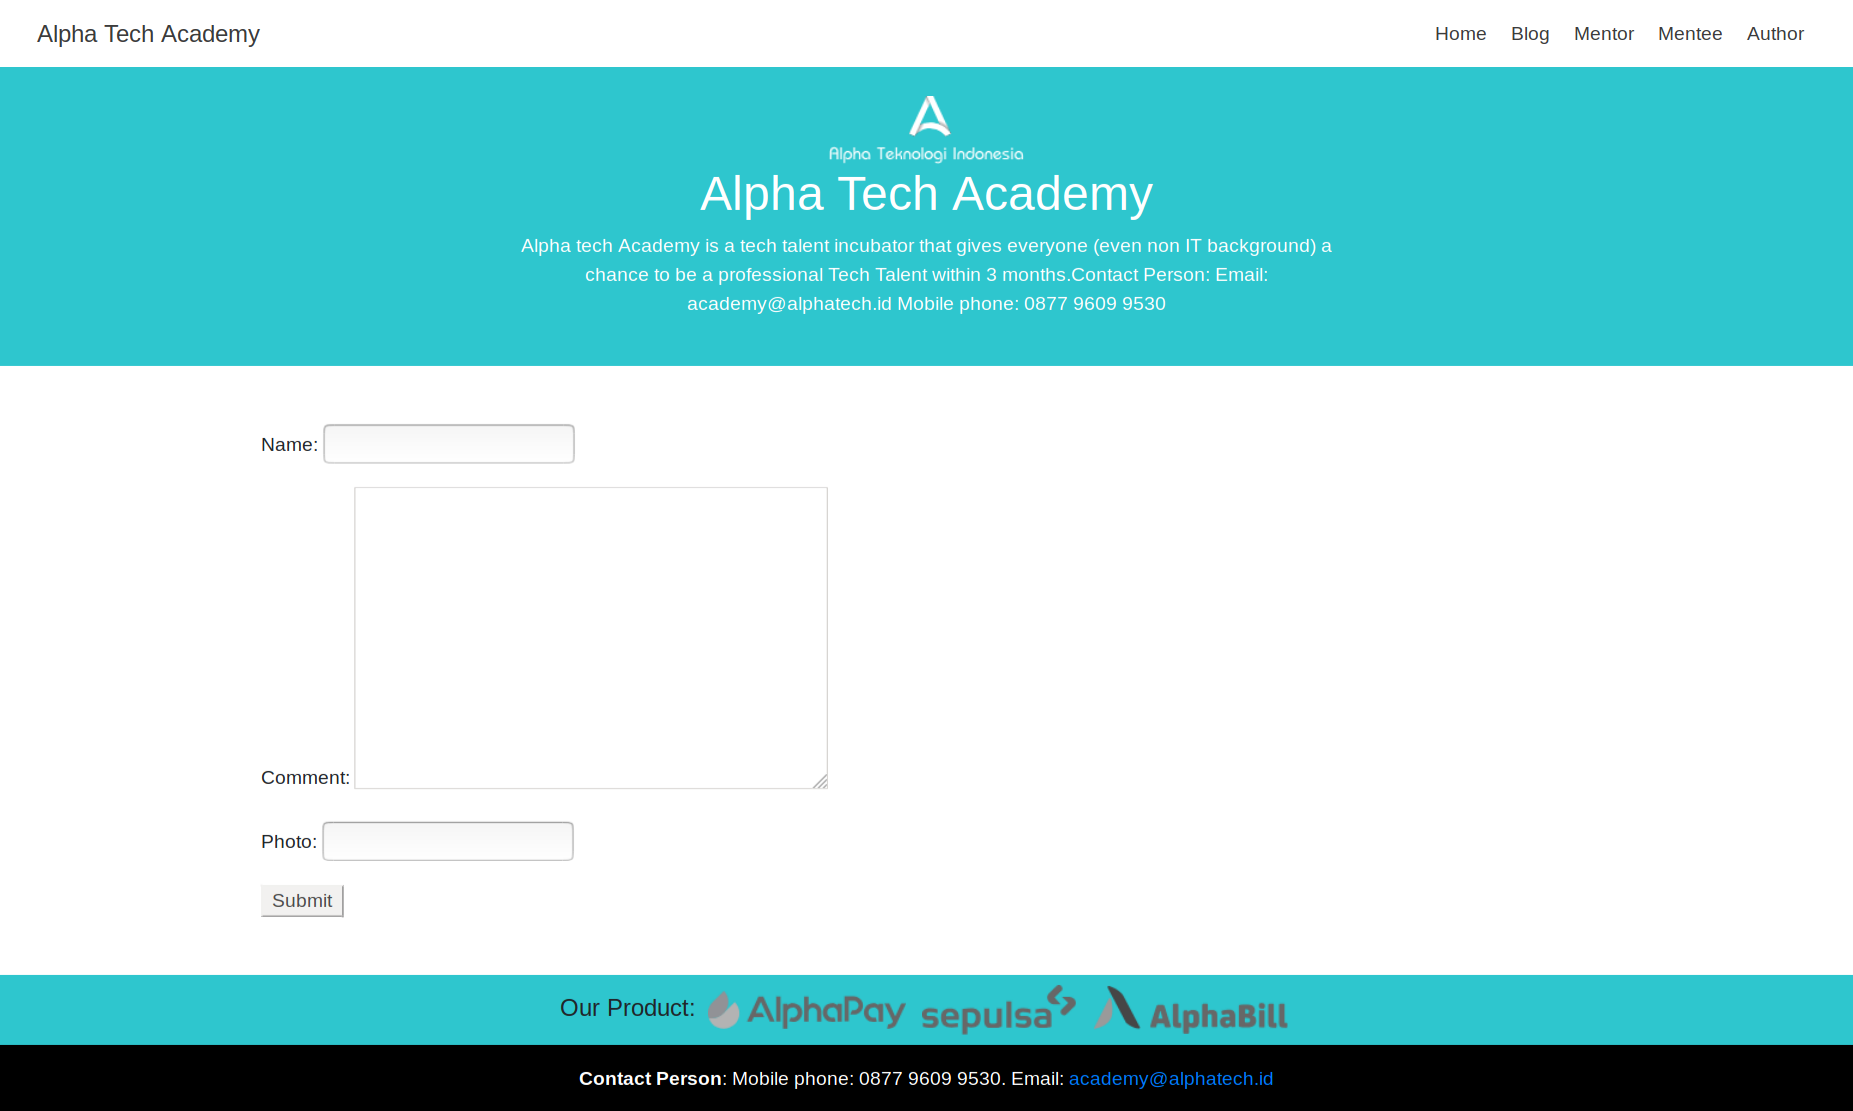 Alpha Tech Academy
Home Blog Mentor Mentee Author
Alpha Teknologi Indonesia
Alpha Tech Academy
Alpha tech Academy is a tech talent incubator that gives everyone (even non IT background) a
chance to be a professional Tech Talent within 3 months.Contact Person: Email:
academy@alphatech.id Mobile phone: 0877 9609 9530
Name:
Comment:
Photo:
Submit
Our Product: AlphaPay sepulsa AlphaBill
Contact Person: Mobile phone: 0877 9609 9530. Email: academy@alphatech.id